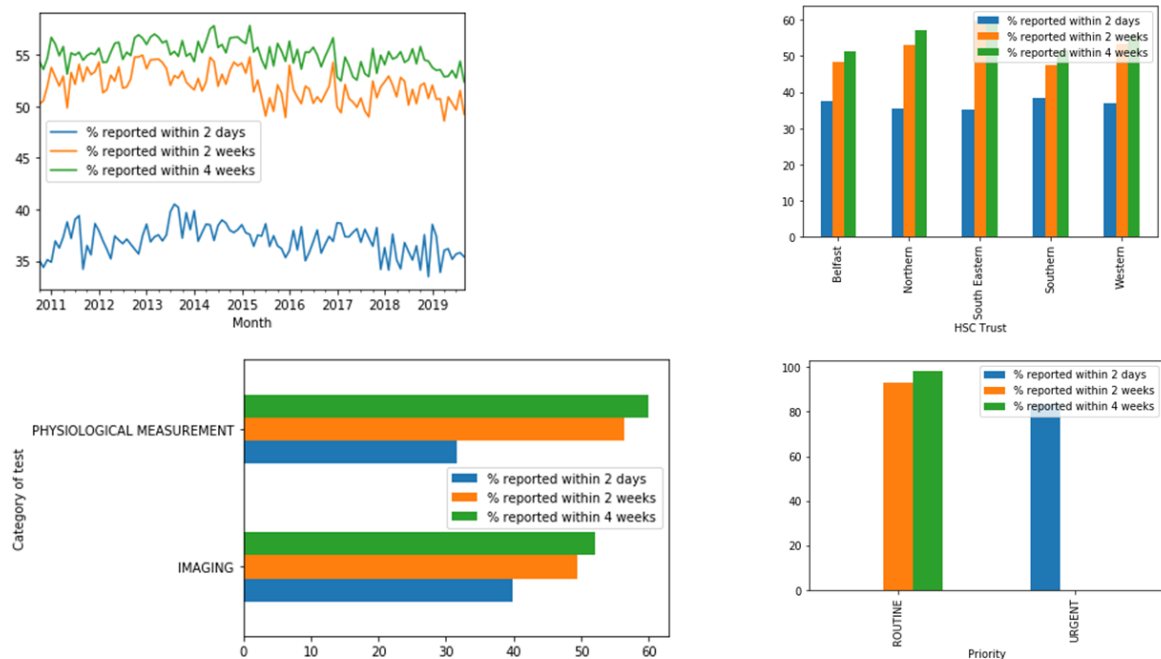 55
50
45
40
35
% reported within 2 days
% reported within 2 weeks
% reported within 4 weeks
2011 2012 2013 2014 2015 2016 2017 2018 2019
Month
60
50
40
30
20
10
0
% reported within 2 days
% reported within 2 weeks
% reported within 4 weeks
Belfast
Northern
South Eastern
Southern
Western
HSC Trust
Category of test
PHYSIOLOGICAL MEASUREMENT
IMAGING
% reported within 2 days
% reported within 2 weeks
% reported within 4 weeks
0 10 20 30 40 50 60
100
80
60
40
20
0
% reported within 2 days
% reported within 2 weeks
% reported within 4 weeks
ROUTINE
URGENT
Priority